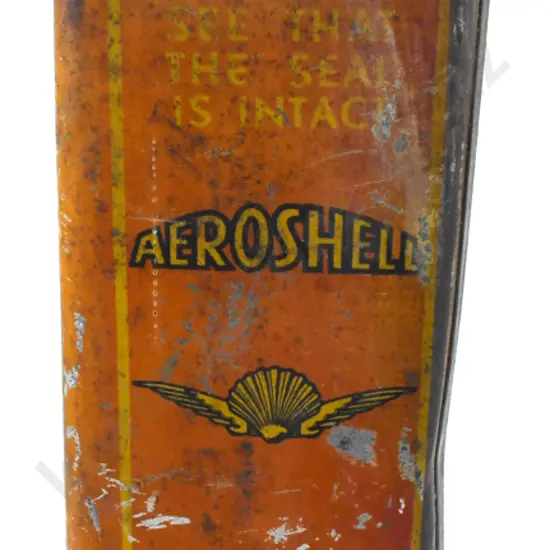 SEE THAT
THE SEAL
IS INTACT
AEROSHELL